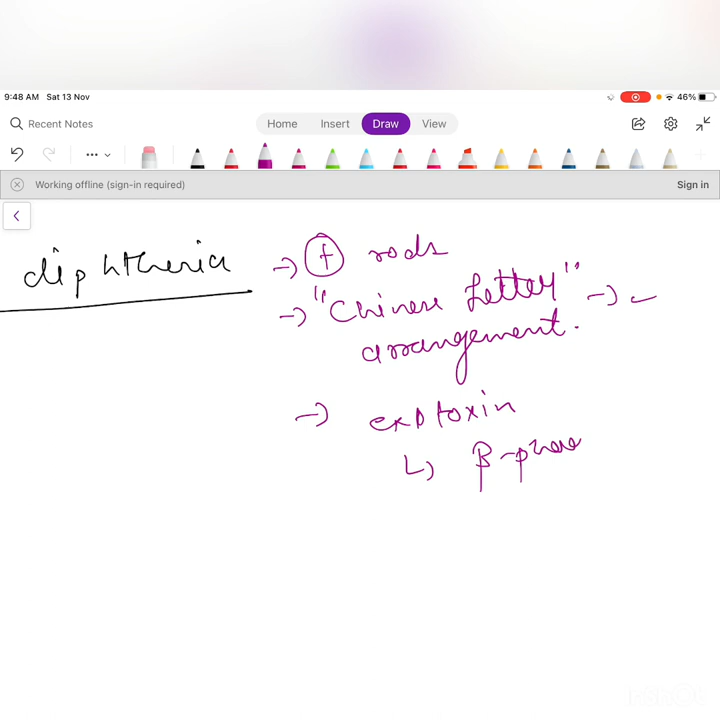 9:48 AM Sat 13 Nov
46%
Recent Notes
Home Insert Draw View
Working offline (sign-in required)
Sign in
diphtheria
→ + rods
→ "Chinese Letter" →
arrangement.
→ exotoxin
↳ β-phase